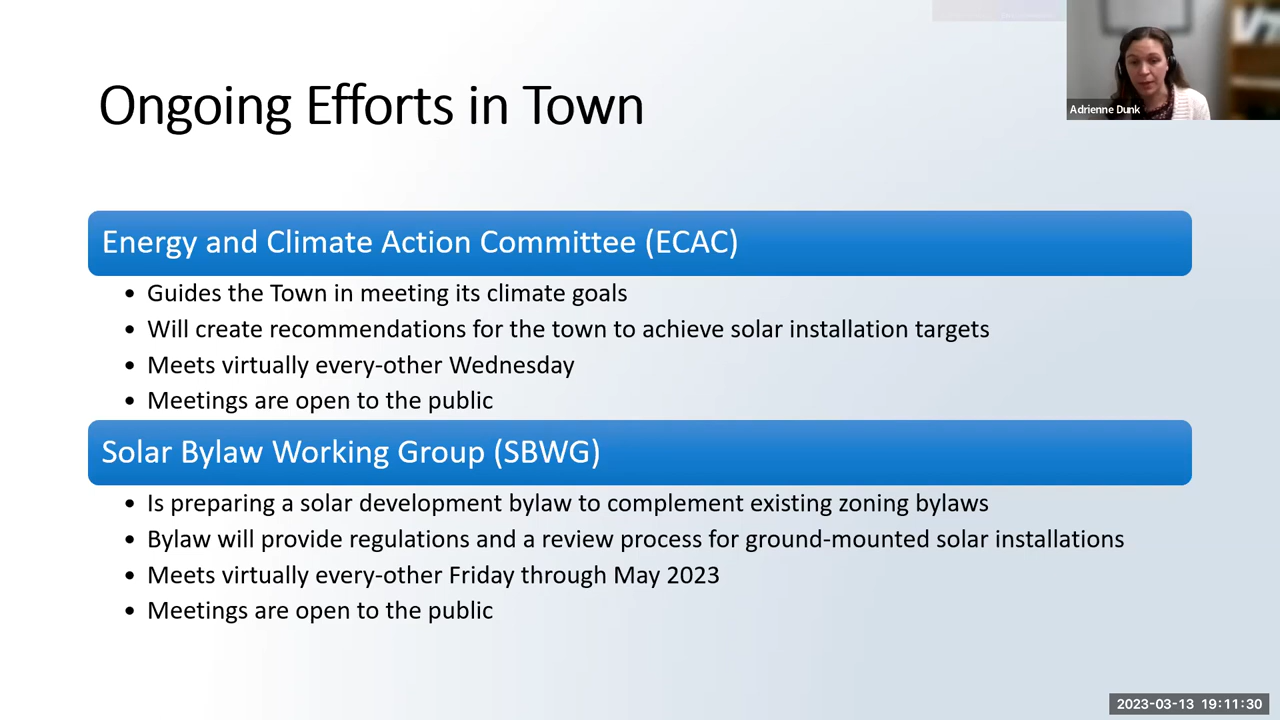 Ongoing Efforts in Town
Adrienne Dunk
Energy and Climate Action Committee (ECAC)
• Guides the Town in meeting its climate goals
• Will create recommendations for the town to achieve solar installation targets
• Meets virtually every-other Wednesday
• Meetings are open to the public
Solar Bylaw Working Group (SBWG)
• Is preparing a solar development bylaw to complement existing zoning bylaws
• Bylaw will provide regulations and a review process for ground-mounted solar installations
• Meets virtually every-other Friday through May 2023
• Meetings are open to the public
2023-03-13 19:11:30